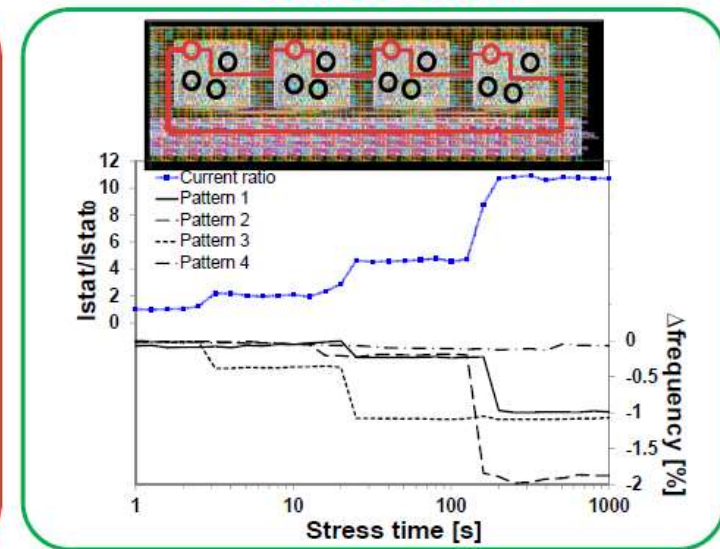 12
10
8
6
4
2
0
Istat/Istat0
Current ratio
Pattern 1
Pattern 2
Pattern 3
Pattern 4
0
-0.5
-1
-1.5
-2
Δfrequency [%]
1 10 100 1000
Stress time [s]